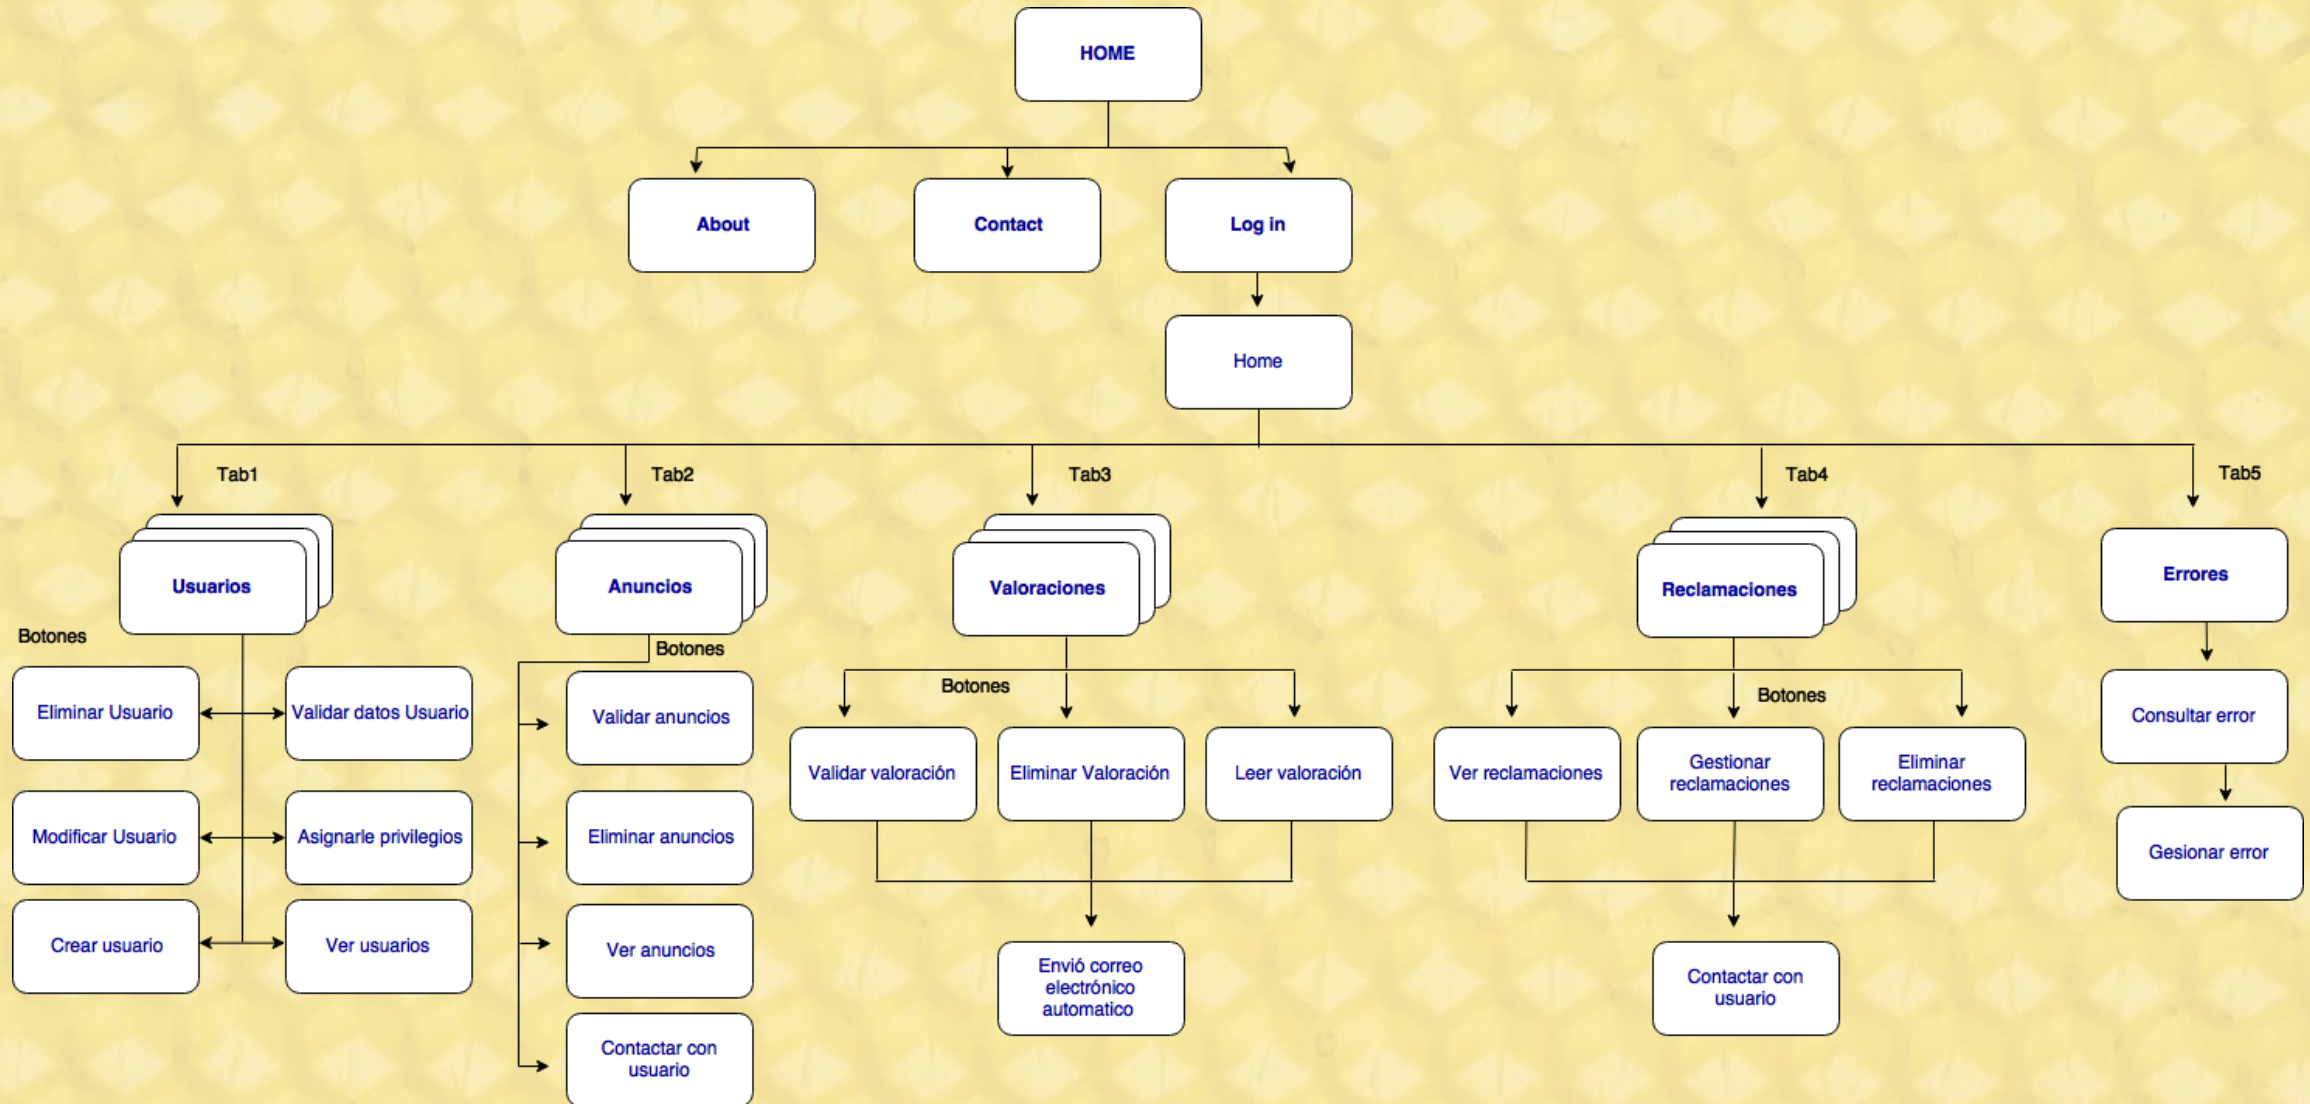 HOME
About
Contact
Log in
Home
Tab1
Tab2
Tab3
Tab4
Tab5
Usuarios
Anuncios
Valoraciones
Reclamaciones
Errores
Botones
Eliminar Usuario
Validar datos Usuario
Modificar Usuario
Asignarle privilegios
Crear usuario
Ver usuarios
Botones
Validar anuncios
Eliminar anuncios
Ver anuncios
Contactar con
usuario
Botones
Validar valoración
Eliminar Valoración
Leer valoración
Envió correo
electrónico
automatico
Botones
Ver reclamaciones
Gestionar
reclamaciones
Eliminar
reclamaciones
Contactar con
usuario
Consultar error
Gesionar error